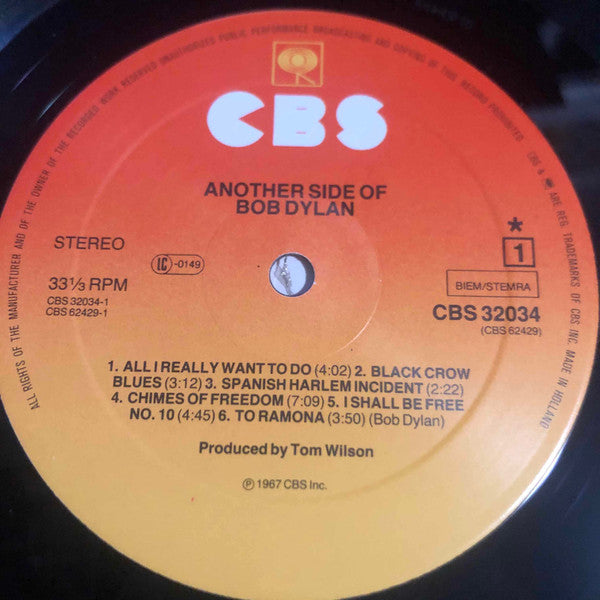 ALL RIGHTS OF THE MANUFACTURER AND OF THE OWNER OF THE RECORDED WORK RESERVED UNAUTHORIZED PUBLIC PERFORMANCE BROADCASTING AND COPYING OF THIS RECORD PROHIBITED
CBS & ARE REG. TRADEMARKS OF CBS INC. MADE IN HOLLAND
CBS
ANOTHER SIDE OF
BOB DYLAN
STEREO
LC-0149
*
1
33⅓ RPM
CBS 32034-1
CBS 62429-1
BIEM/STEMRA
CBS 32034
(CBS 62429)
1. ALL I REALLY WANT TO DO (4:02) 2. BLACK CROW
BLUES (3:12) 3. SPANISH HARLEM INCIDENT (2:22)
4. CHIMES OF FREEDOM (7:09) 5. I SHALL BE FREE
NO. 10 (4:45) 6. TO RAMONA (3:50) (Bob Dylan)
Produced by Tom Wilson
℗ 1967 CBS Inc.